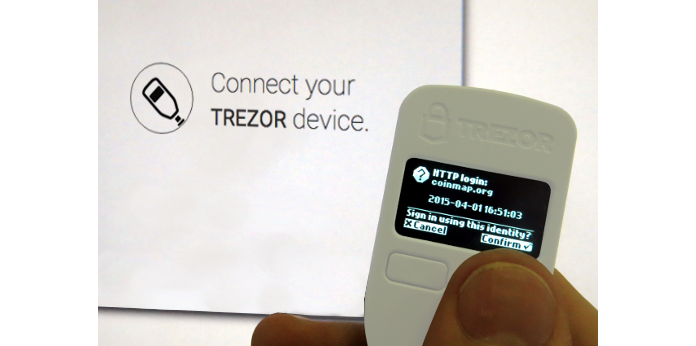 Connect your
TREZOR device.
TREZOR
HTTP login:
coinmap.org
2015-04-01 16:51:03
Sign in using this identity?
✕Cancel
Confirm✓